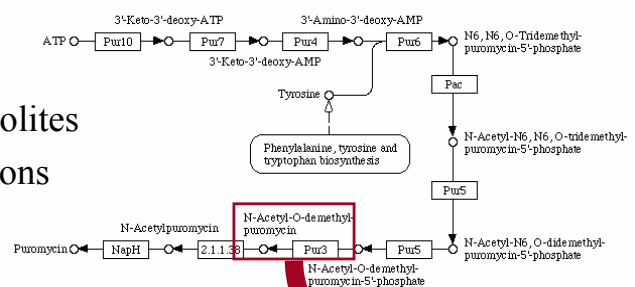 3'-Keto-3'-deoxy-ATP
3'-Amino-3'-deoxy-AMP
ATP
Pur10
Pur7
Pur4
Pur6
N6, N6, O-Tridemethyl-
puromycin-5'-phosphate
3'-Keto-3'-deoxy-AMP
Pac
Tyrosine
olites
Phenylalanine, tyrosine and
tryptophan biosynthesis
N-Acetyl-N6, N6, O-tridemethyl-
puromycin-5'-phosphate
ons
Pur5
N-Acetylpuromycin
N-Acetyl-O-demethyl-
puromycin
Puromycin
NapH
2.1.1.38
Pur3
Pur5
N-Acetyl-N6, O-didemethyl-
puromycin-5'-phosphate
N-Acetyl-O-demethyl-
puromycin-5'-phosphate